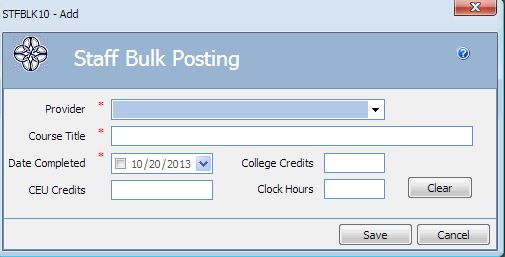 STFBLK10 - Add
Staff Bulk Posting
Provider *
Course Title *
Date Completed * 10/20/2013 College Credits
CEU Credits Clock Hours Clear
Save Cancel